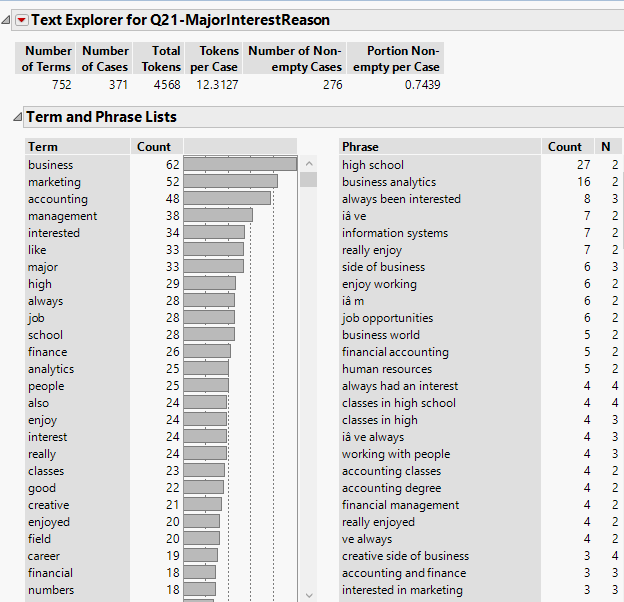 Text Explorer for Q21-MajorInterestReason
Number of Terms Number of Cases Total Tokens Tokens per Case Number of Non-empty Cases Portion Non-empty per Case
752 371 4568 12.3127 276 0.7439
Term and Phrase Lists
Term Count Phrase Count N
business 62 high school 27 2
marketing 52 business analytics 16 2
accounting 48 always been interested 8 3
management 38 iâ ve 7 2
interested 34 information systems 7 2
like 33 really enjoy 7 2
major 33 side of business 6 3
high 29 enjoy working 6 2
always 28 iâ m 6 2
job 28 job opportunities 6 2
school 28 business world 5 2
finance 26 financial accounting 5 2
analytics 25 human resources 5 2
people 25 always had an interest 4 4
also 24 classes in high school 4 4
enjoy 24 classes in high 4 3
interest 24 iâ ve always 4 3
really 24 working with people 4 3
classes 23 accounting classes 4 2
good 22 accounting degree 4 2
creative 21 financial management 4 2
enjoyed 20 really enjoyed 4 2
field 20 ve always 4 2
career 19 creative side of business 3 4
financial 18 accounting and finance 3 3
numbers 18 interested in marketing 3 3